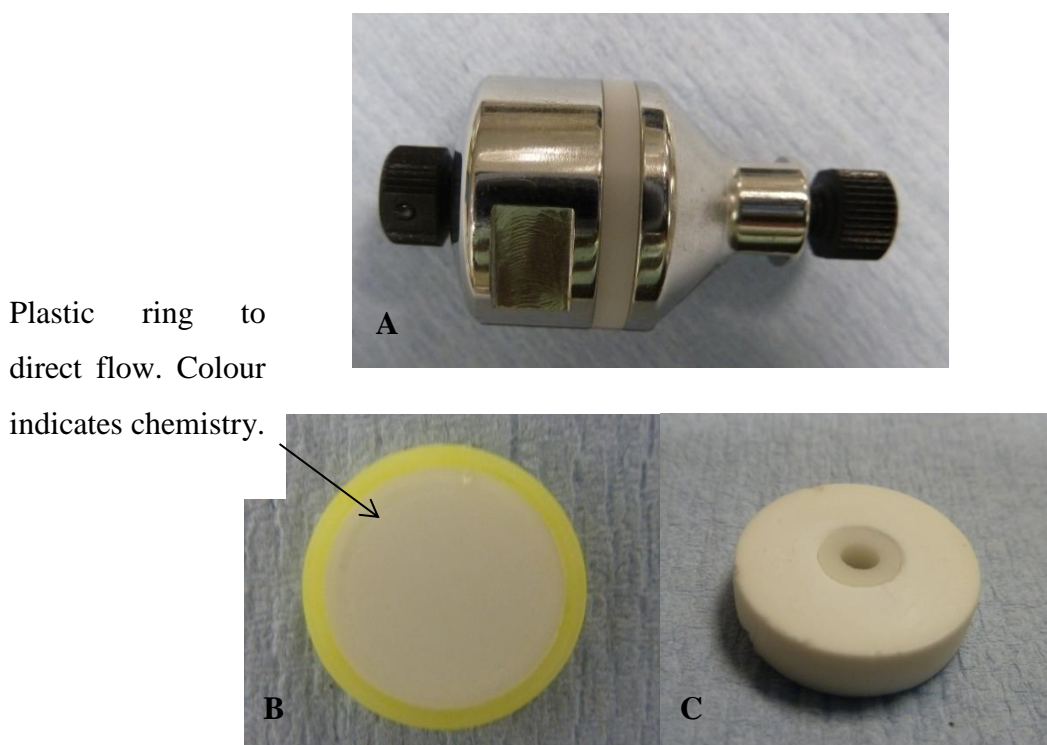 A
Plastic ring to
direct flow. Colour
indicates chemistry.
B
C